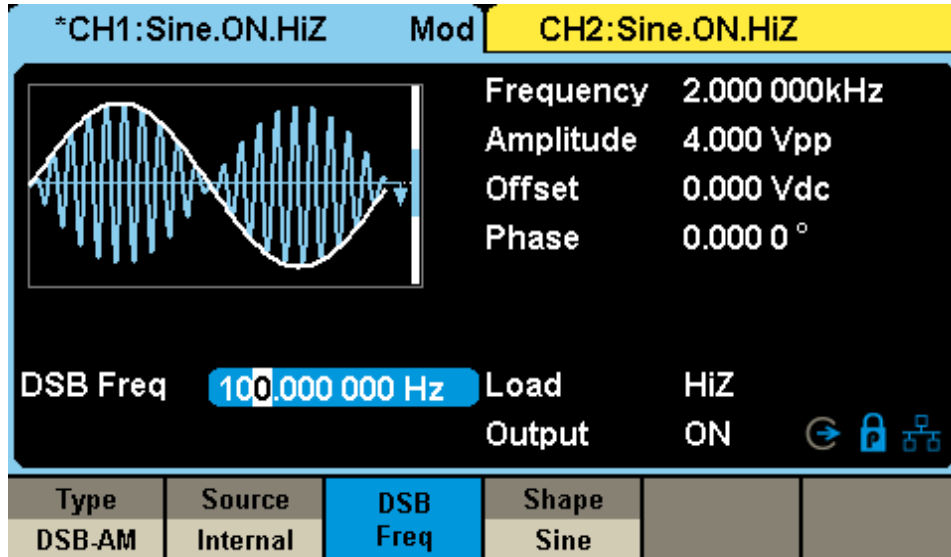 *CH1:Sine.ON.HiZ Mod CH2:Sine.ON.HiZ
Frequency 2.000 000kHz
Amplitude 4.000 Vpp
Offset 0.000 Vdc
Phase 0.000 0 °
DSB Freq 100.000 000 Hz Load HiZ
Output ON P
Type Source DSB Freq Shape
DSB-AM Internal Sine